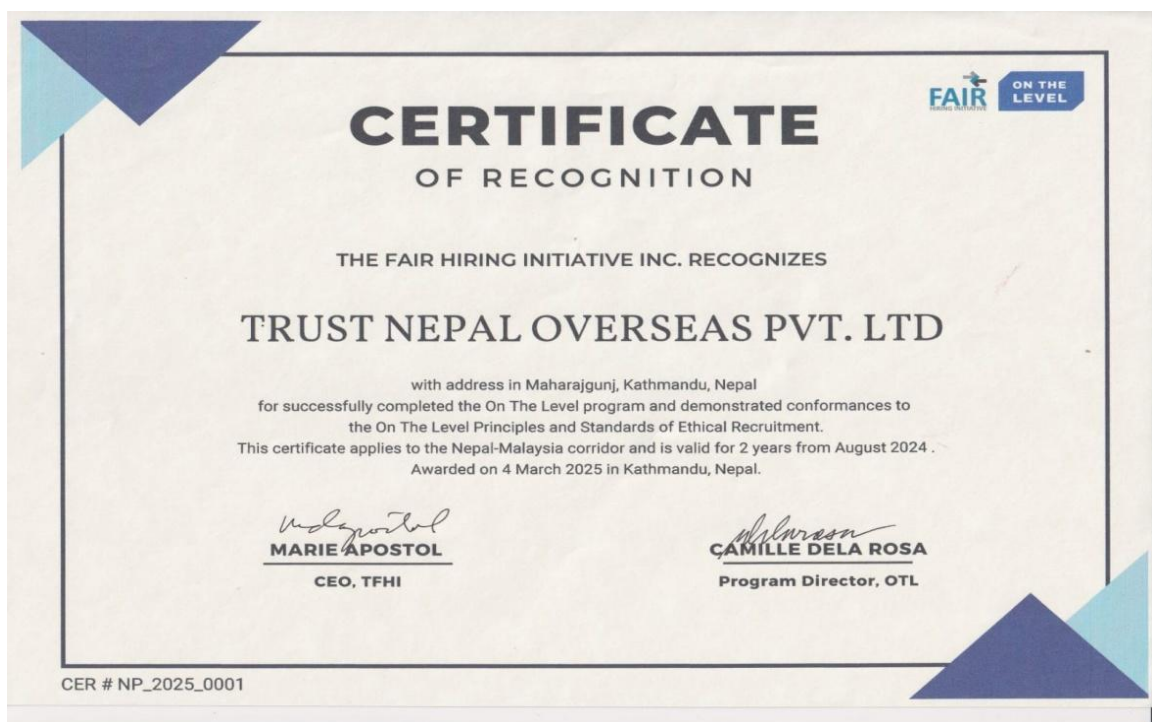 FAIR
HIRING INITIATIVE
ON THE
LEVEL
CERTIFICATE
OF RECOGNITION
THE FAIR HIRING INITIATIVE INC. RECOGNIZES
TRUST NEPAL OVERSEAS PVT. LTD
with address in Maharajgunj, Kathmandu, Nepal
for successfully completed the On The Level program and demonstrated conformances to
the On The Level Principles and Standards of Ethical Recruitment.
This certificate applies to the Nepal-Malaysia corridor and is valid for 2 years from August 2024 .
Awarded on 4 March 2025 in Kathmandu, Nepal.
MARIE APOSTOL
CEO, TFHI
CAMILLE DELA ROSA
Program Director, OTL
CER # NP_2025_0001